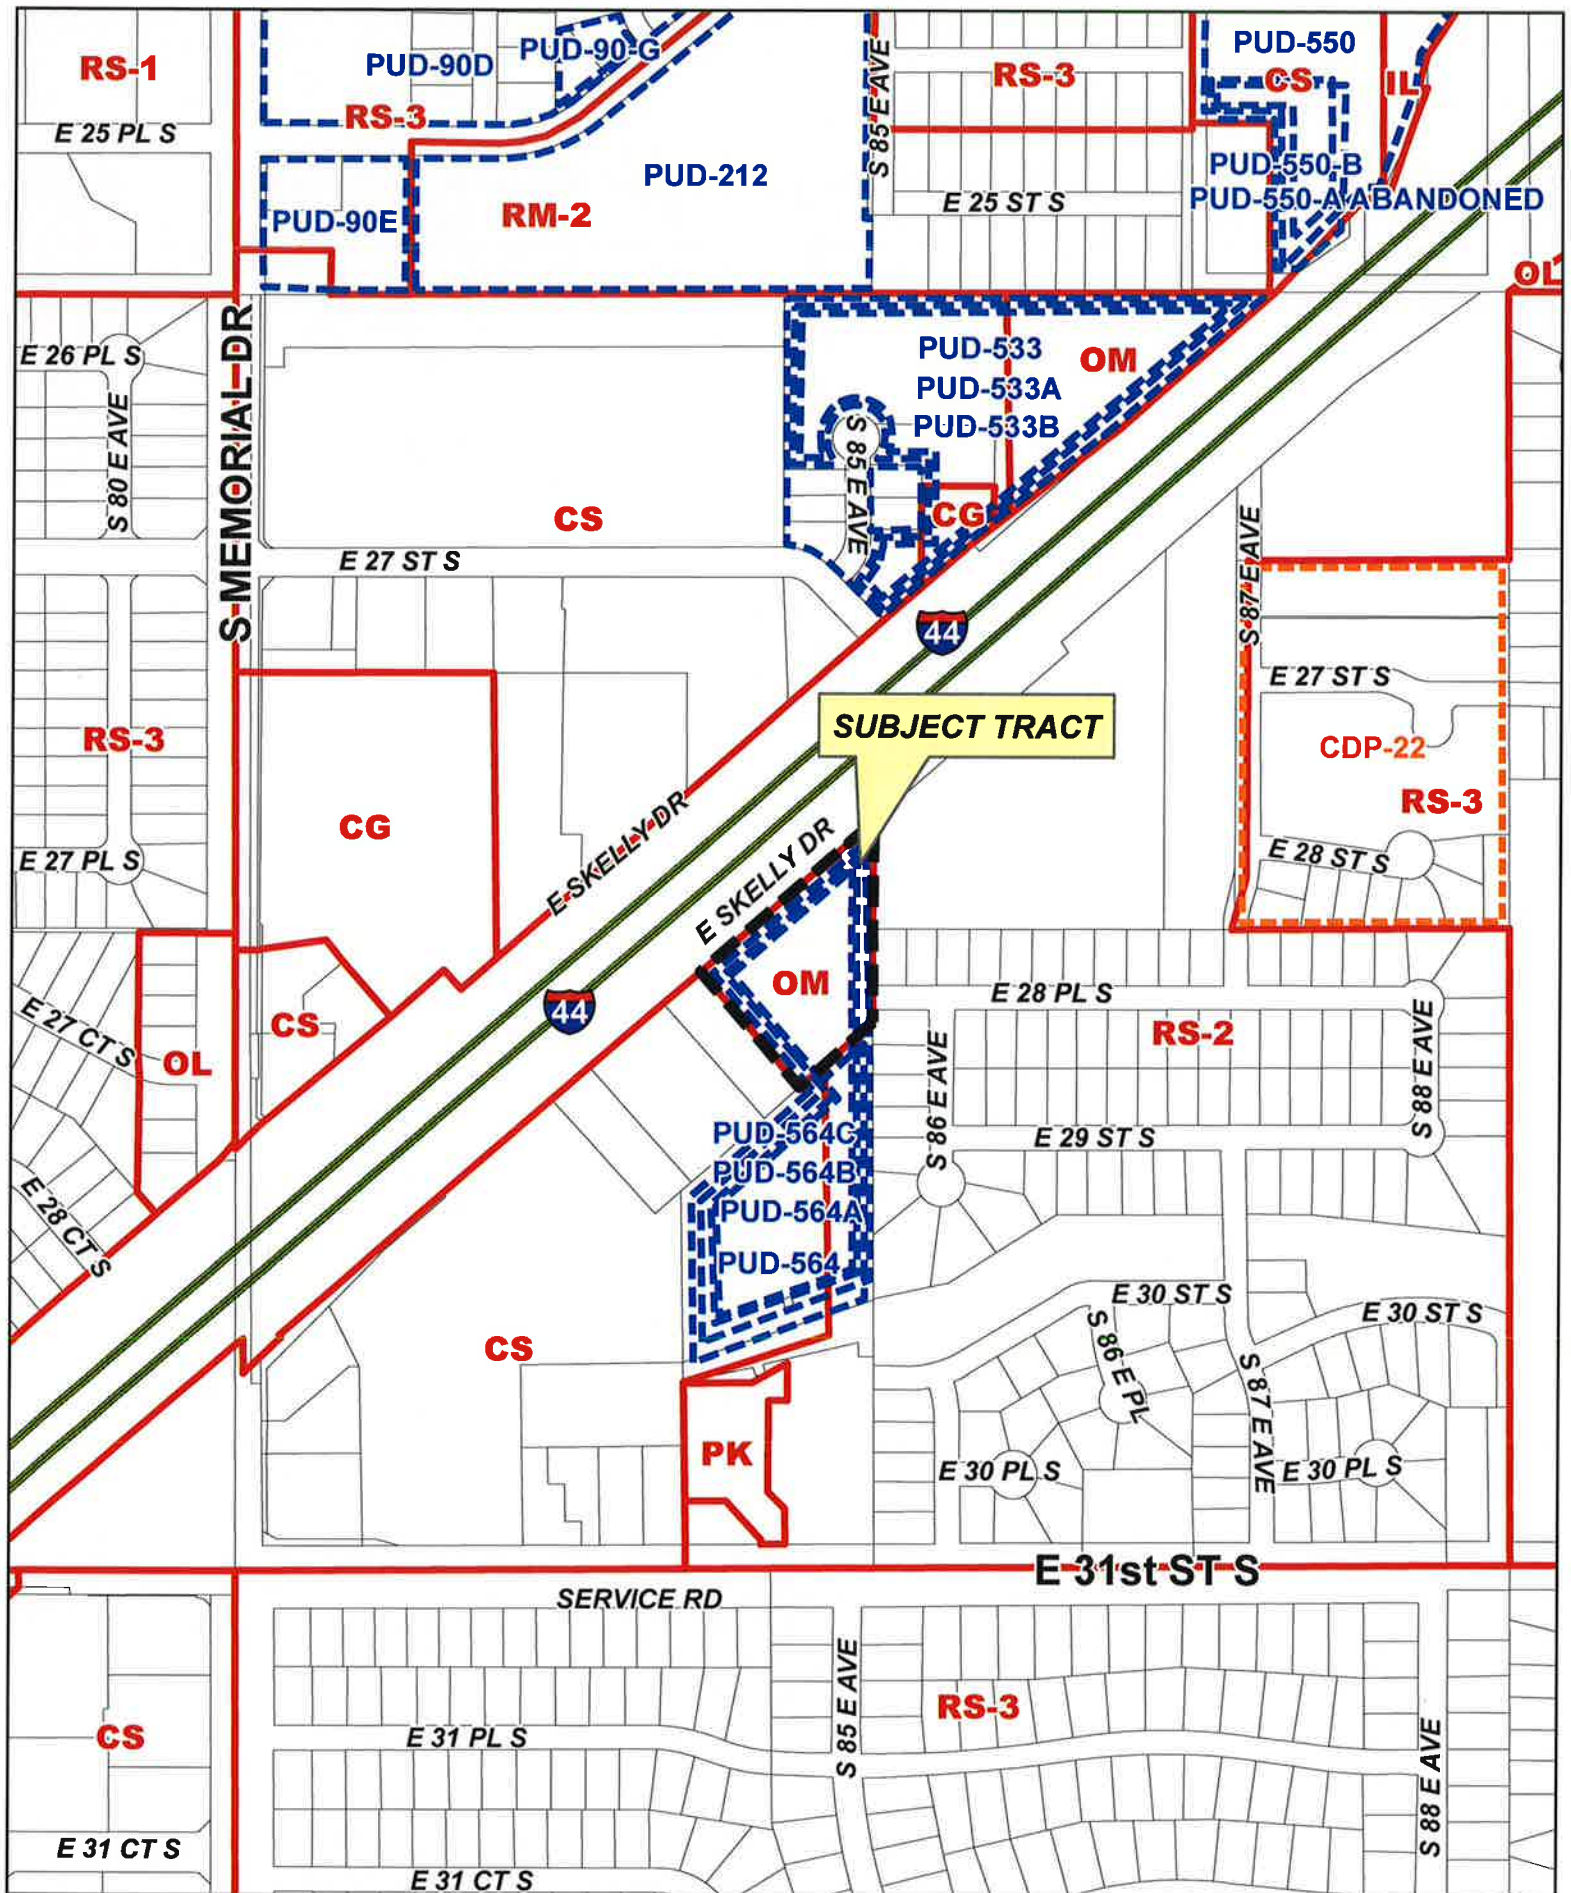 RS-1
PUD-90D
PUD-90-G
S 85 E AVE
RS-3
PUD-550
CS
IL
RS-3
E 25 PL S
PUD-212
PUD-550-B
PUD-550-A ABANDONED
E 25 ST S
PUD-90E
RM-2
OL
S MEMORIAL DR
E 26 PL S
S 80 E AVE
PUD-533
OM
PUD-533A
PUD-533B
S 85 E AVE
CS
CG
E 27 ST S
S 87 E AVE
44
E 27 ST S
SUBJECT TRACT
RS-3
CDP-22
RS-3
CG
E SKELLY DR
E SKELLY DR
E 27 PL S
E 28 ST S
OM
E 28 PL S
44
CS
RS-2
E 27 CT S
OL
S 86 E AVE
S 88 E AVE
PUD-564C
E 29 ST S
PUD-564B
PUD-564A
E 28 CT S
PUD-564
E 30 ST S
E 30 ST S
CS
S 86 E PL
S 87 E AVE
PK
E 30 PL S
E 30 PL S
E 31st ST S
SERVICE RD
S 85 E AVE
RS-3
CS
E 31 PL S
S 88 E AVE
E 31 CT S
E 31 CT S